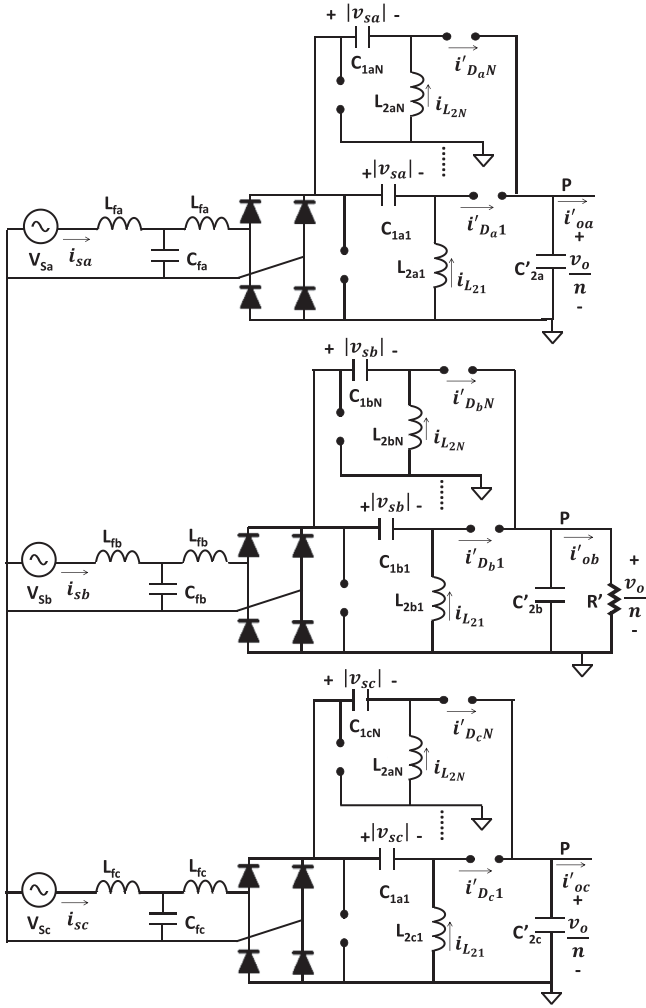 + |v_sa| -
C_1aN
i'_DaN
L_2aN
i_L2N
+|v_sa| -
P
L_fa
L_fa
C_1a1
i'_Da1
i'_oa
V_Sa
i_sa
C_fa
L_2a1
i_L21
C'_2a
+
v_o
n
-
+ |v_sb| -
C_1bN
i'_DbN
L_2bN
i_L2N
+|v_sb| -
P
L_fb
L_fb
C_1b1
i'_Db1
i'_ob
V_Sb
i_sb
C_fb
L_2b1
i_L21
C'_2b
R'
+
v_o
n
-
+ |v_sc| -
C_1cN
i'_DcN
L_2aN
i_L2N
+|v_sc| -
P
L_fc
L_fc
C_1a1
i'_Dc1
i'_oc
V_Sc
i_sc
C_fc
L_2c1
i_L21
C'_2c
+
v_o
n
-